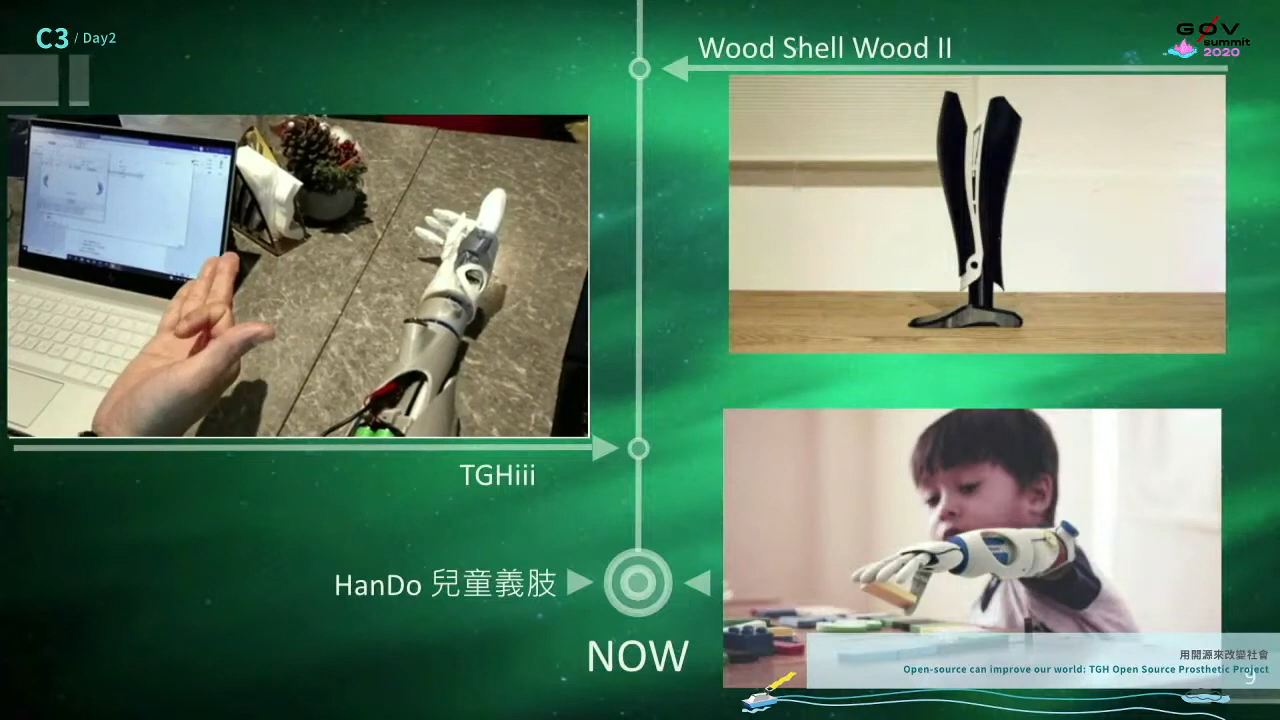 C3 / Day2
GOV
summit
2020
Wood Shell Wood II
TGHiii
HanDo 兒童義肢
NOW
用開源來改變社會
Open-source can improve our world: TGH Open Source Prosthetic Project
9